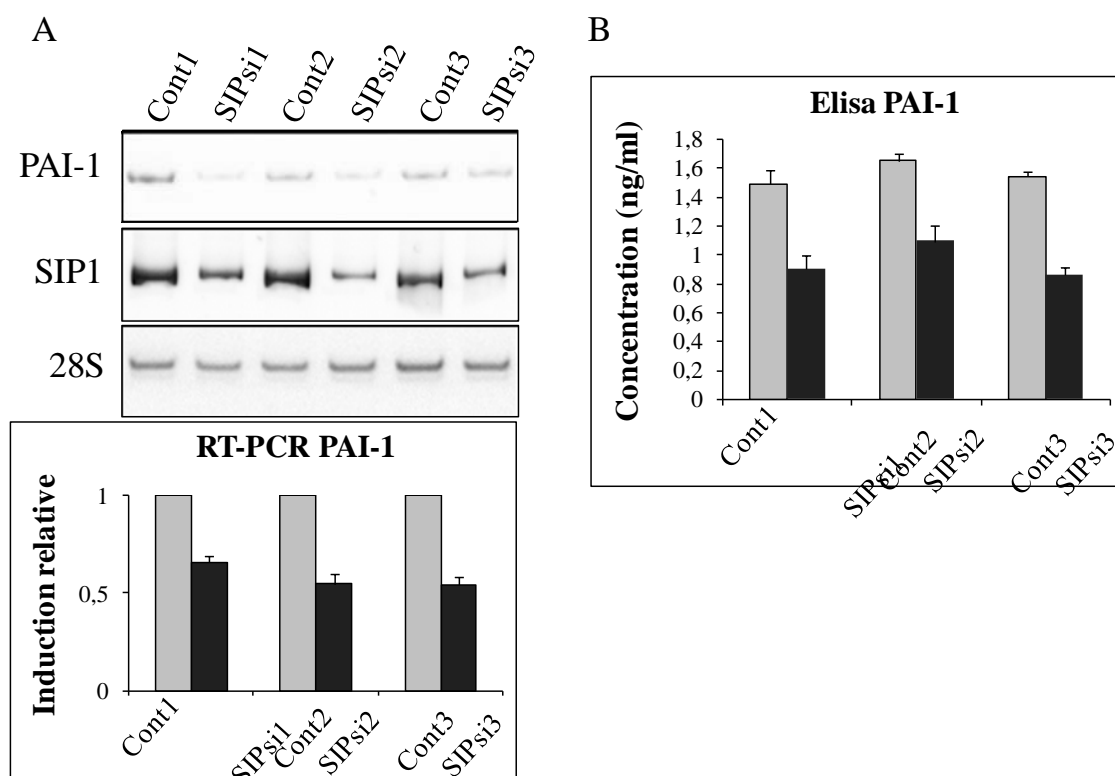 A
Cont1 SIPsi1 Cont2 SIPsi2 Cont3 SIPsi3
PAI-1
SIP1
28S
RT-PCR PAI-1
Induction relative
1
0,5
0
Cont1 SIPsi1 Cont2 SIPsi2 Cont3 SIPsi3
B
Elisa PAI-1
Concentration (ng/ml)
1,8
1,6
1,4
1,2
1
0,8
0,6
0,4
0,2
0
Cont1 SIPsi1 Cont2 SIPsi2 Cont3 SIPsi3